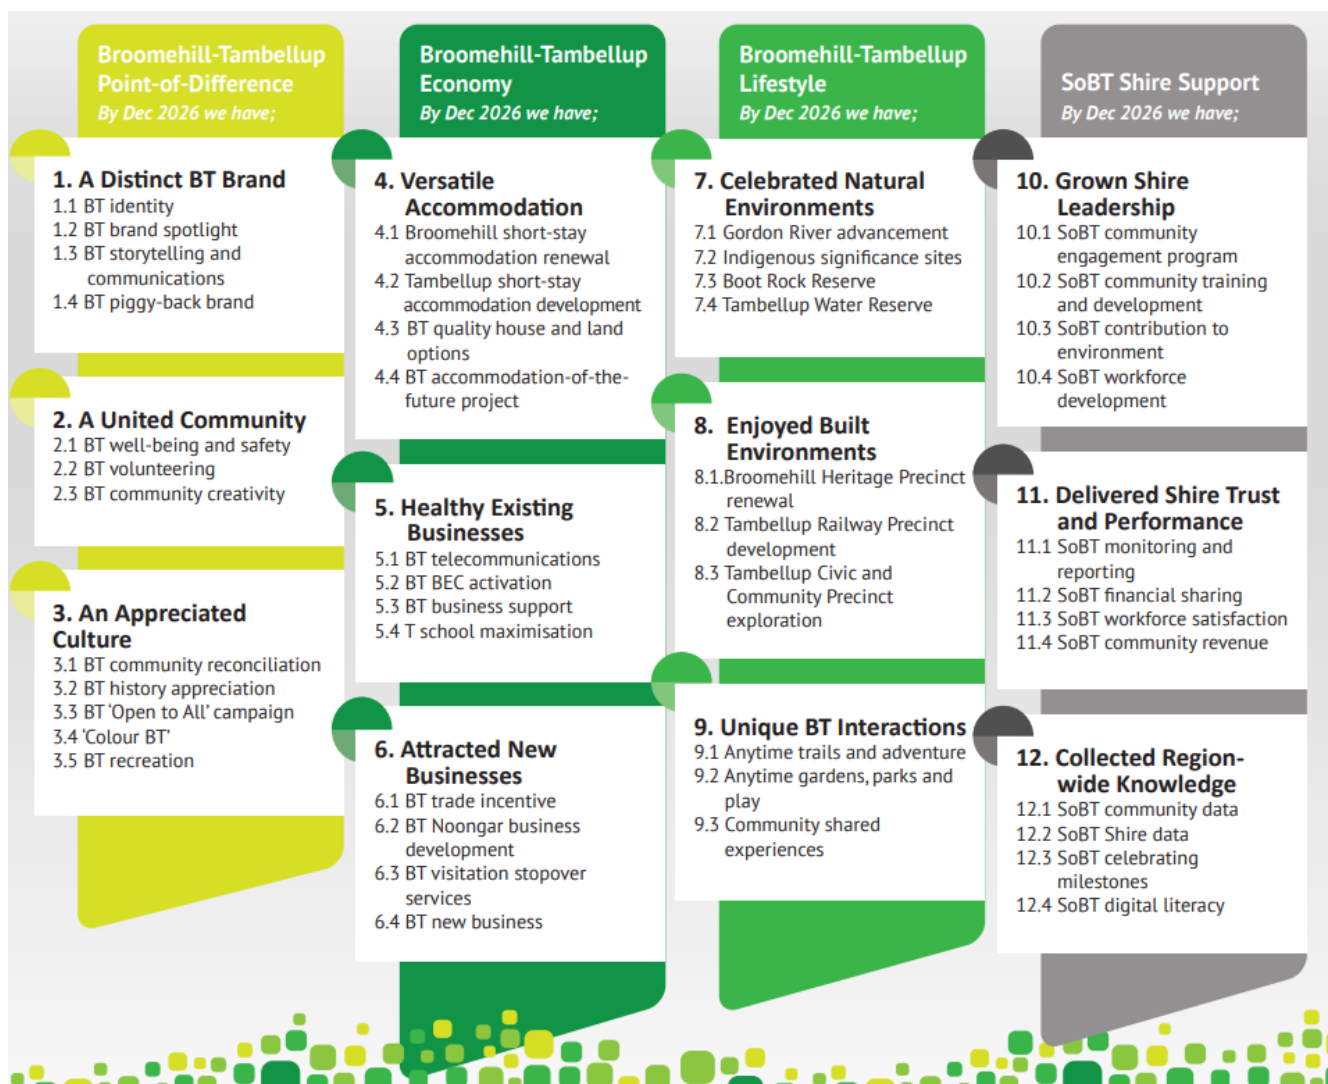 Broomehill-Tambellup
Point-of-Difference
By Dec 2026 we have;
1. A Distinct BT Brand
1.1 BT identity
1.2 BT brand spotlight
1.3 BT storytelling and
communications
1.4 BT piggy-back brand
2. A United Community
2.1 BT well-being and safety
2.2 BT volunteering
2.3 BT community creativity
3. An Appreciated
Culture
3.1 BT community reconciliation
3.2 BT history appreciation
3.3 BT ‘Open to All’ campaign
3.4 ‘Colour BT’
3.5 BT recreation
Broomehill-Tambellup
Economy
By Dec 2026 we have;
4. Versatile
Accommodation
4.1 Broomehill short-stay
accommodation renewal
4.2 Tambellup short-stay
accommodation development
4.3 BT quality house and land
options
4.4 BT accommodation-of-the-
future project
5. Healthy Existing
Businesses
5.1 BT telecommunications
5.2 BT BEC activation
5.3 BT business support
5.4 T school maximisation
6. Attracted New
Businesses
6.1 BT trade incentive
6.2 BT Noongar business
development
6.3 BT visitation stopover
services
6.4 BT new business
Broomehill-Tambellup
Lifestyle
By Dec 2026 we have;
7. Celebrated Natural
Environments
7.1 Gordon River advancement
7.2 Indigenous significance sites
7.3 Boot Rock Reserve
7.4 Tambellup Water Reserve
8. Enjoyed Built
Environments
8.1.Broomehill Heritage Precinct
renewal
8.2 Tambellup Railway Precinct
development
8.3 Tambellup Civic and
Community Precinct
exploration
9. Unique BT Interactions
9.1 Anytime trails and adventure
9.2 Anytime gardens, parks and
play
9.3 Community shared
experiences
SoBT Shire Support
By Dec 2026 we have;
10. Grown Shire
Leadership
10.1 SoBT community
engagement program
10.2 SoBT community training
and development
10.3 SoBT contribution to
environment
10.4 SoBT workforce
development
11. Delivered Shire Trust
and Performance
11.1 SoBT monitoring and
reporting
11.2 SoBT financial sharing
11.3 SoBT workforce satisfaction
11.4 SoBT community revenue
12. Collected Region-
wide Knowledge
12.1 SoBT community data
12.2 SoBT Shire data
12.3 SoBT celebrating
milestones
12.4 SoBT digital literacy